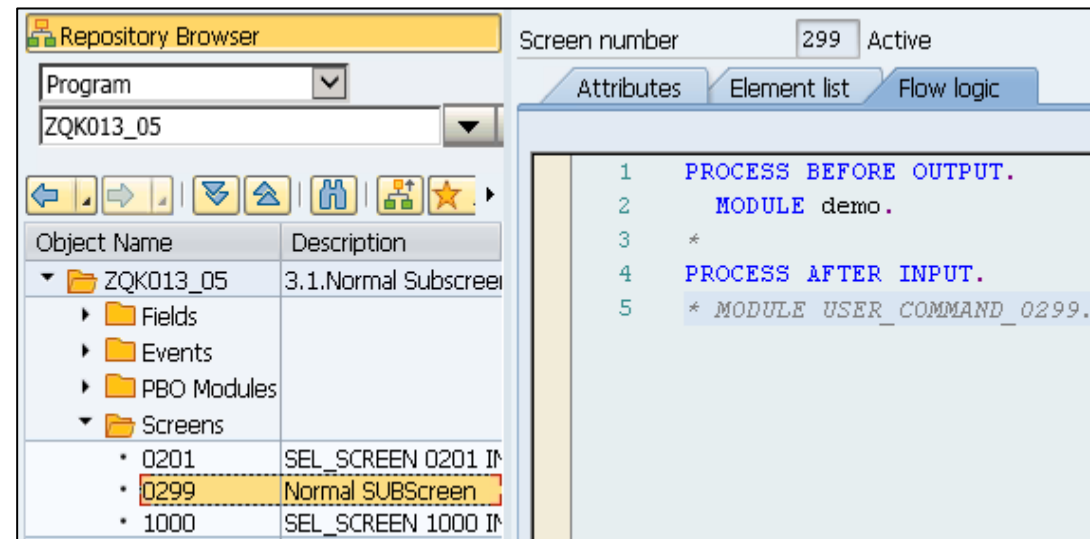 Repository Browser
Program
ZQK013_05
Object Name Description
ZQK013_05 3.1.Normal Subscreen
Fields
Events
PBO Modules
Screens
0201 SEL_SCREEN 0201 IN
0299 Normal SUBScreen
1000 SEL_SCREEN 1000 IN
Screen number 299 Active
Attributes Element list Flow logic
1 PROCESS BEFORE OUTPUT.
2 MODULE demo.
3 *
4 PROCESS AFTER INPUT.
5 * MODULE USER_COMMAND_0299.